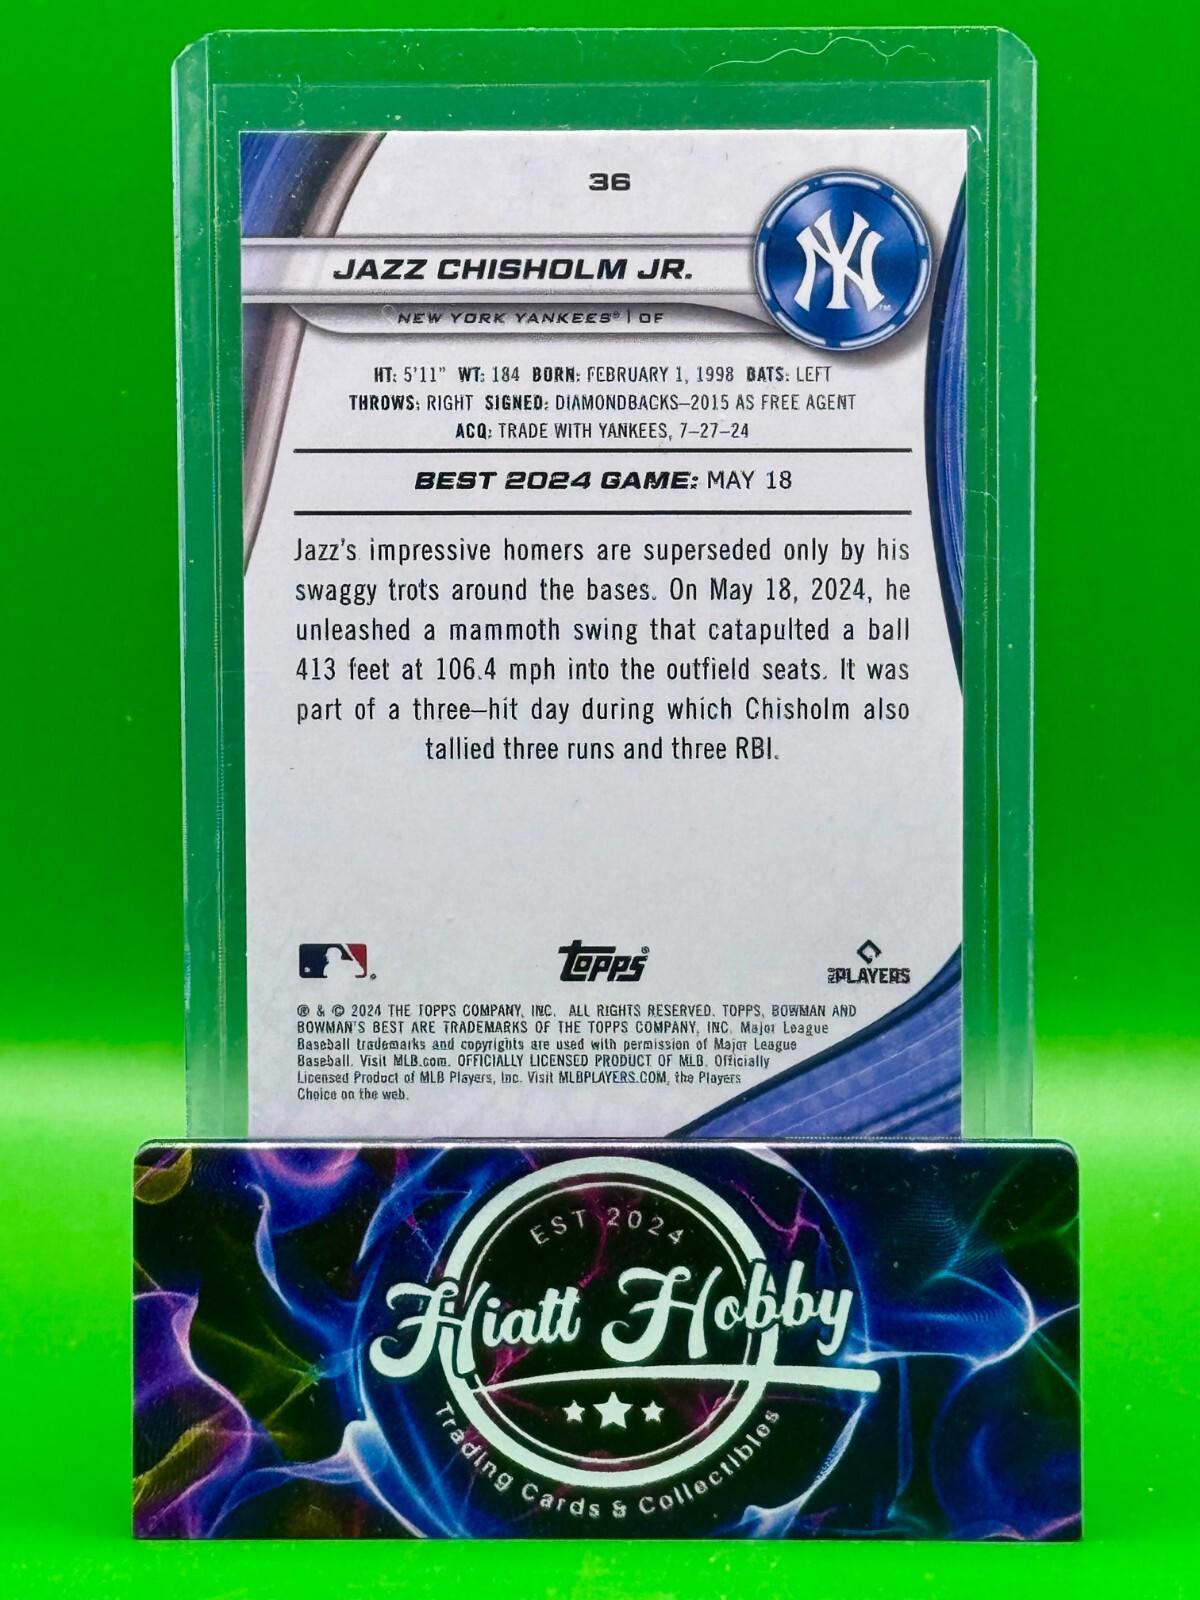 36
JAZZ CHISHOLM JR.
NY
™
NEW YORK YANKEES® | OF
HT: 5'11" WT: 184 BORN: FEBRUARY 1, 1998 BATS: LEFT
THROWS: RIGHT SIGNED: DIAMONDBACKS–2015 AS FREE AGENT
ACQ: TRADE WITH YANKEES, 7–27–24
BEST 2024 GAME: MAY 18
Jazz's impressive homers are superseded only by his
swaggy trots around the bases. On May 18, 2024, he
unleashed a mammoth swing that catapulted a ball
413 feet at 106.4 mph into the outfield seats. It was
part of a three–hit day during which Chisholm also
tallied three runs and three RBI.
topps®
MLB PLAYERS
® & © 2024 THE TOPPS COMPANY, INC. ALL RIGHTS RESERVED. TOPPS, BOWMAN AND
BOWMAN'S BEST ARE TRADEMARKS OF THE TOPPS COMPANY, INC. Major League
Baseball trademarks and copyrights are used with permission of Major League
Baseball. Visit MLB.com. OFFICIALLY LICENSED PRODUCT OF MLB. Officially
Licensed Product of MLB Players, Inc. Visit MLBPLAYERS.COM, the Players
Choice on the web.
EST 2024
Hiatt Hobby
Trading Cards & Collectibles